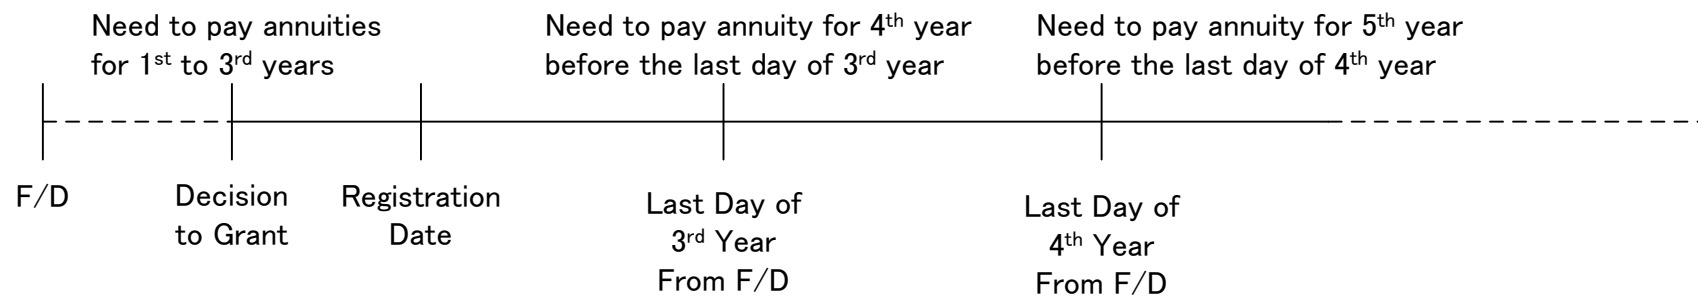 Need to pay annuities
for 1st to 3rd years
Need to pay annuity for 4th year
before the last day of 3rd year
Need to pay annuity for 5th year
before the last day of 4th year
F/D
Decision
to Grant
Registration
Date
Last Day of
3rd Year
From F/D
Last Day of
4th Year
From F/D